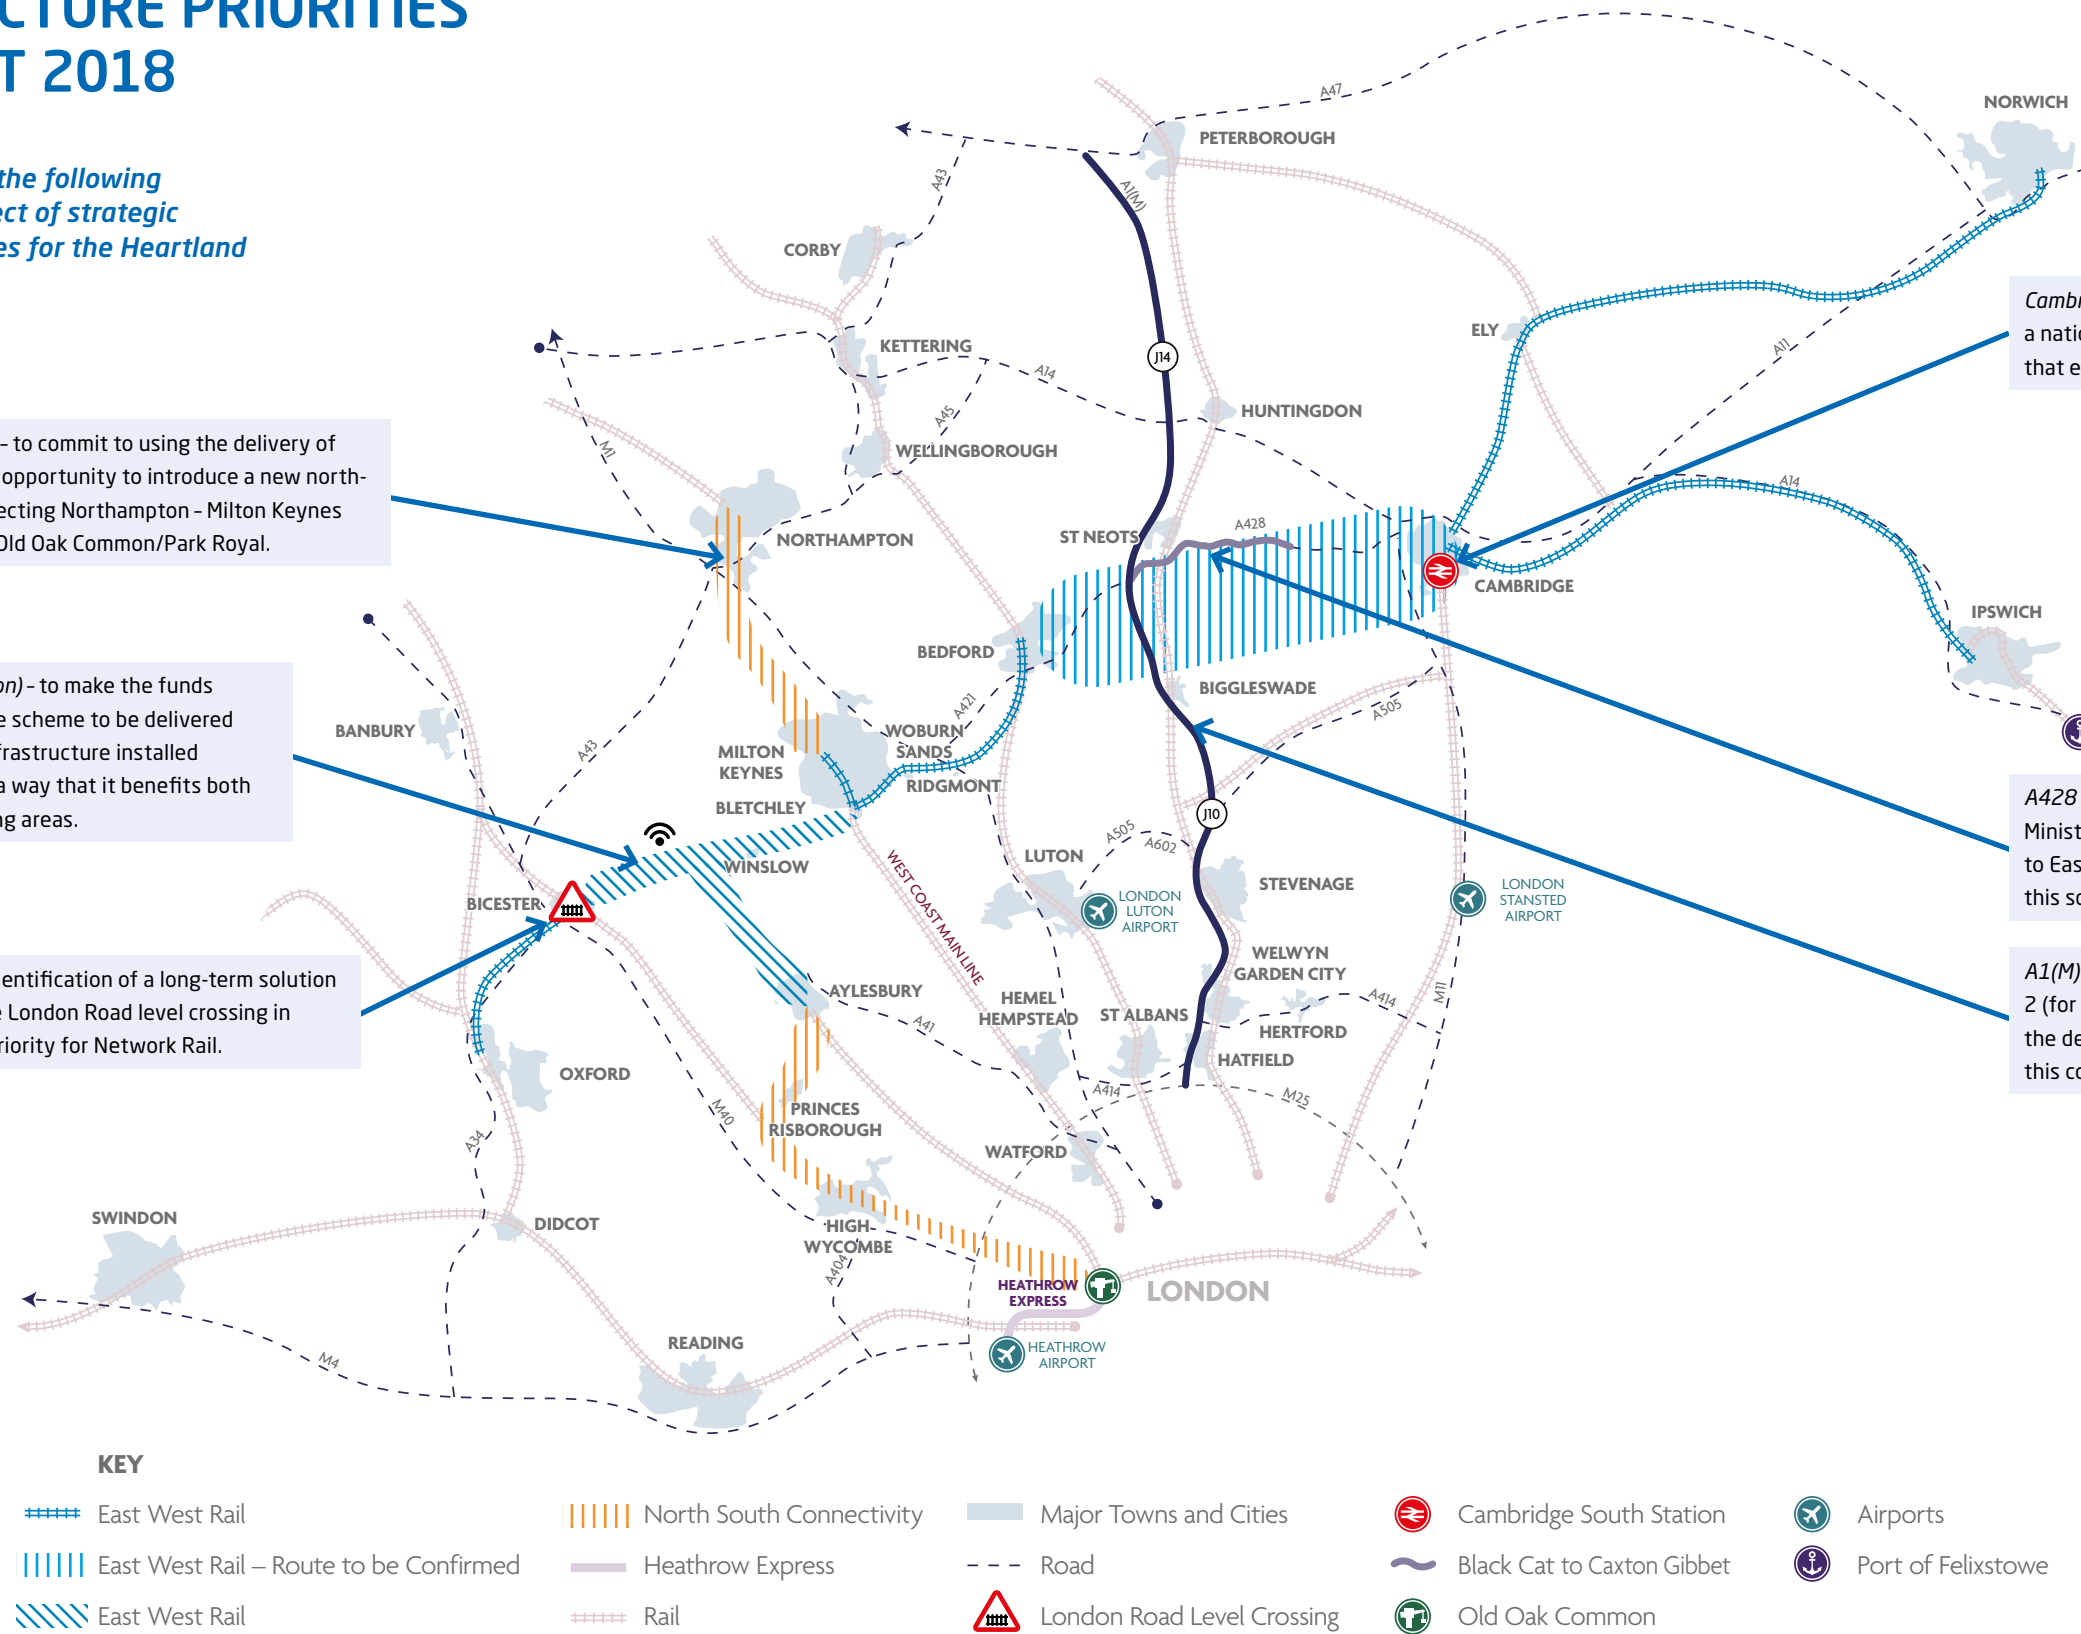 CTURE PRIORITIES
T 2018
the following
ect of strategic
es for the Heartland
– to commit to using the delivery of
opportunity to introduce a new north-
ecting Northampton – Milton Keynes
Old Oak Common/Park Royal.
on) – to make the funds
e scheme to be delivered
frastructure installed
a way that it benefits both
ng areas.
entification of a long-term solution
e London Road level crossing in
riority for Network Rail.
Cambr
a natio
that e
A428
Minist
to Eas
this sc
A1(M)
2 (for
the de
this co
A47
NORWICH
PETERBOROUGH
A43
A1(M)
CORBY
ELY
KETTERING
J14
A14
A11
A45
HUNTINGDON
M1
WELLINGBOROUGH
A14
NORTHAMPTON
ST NEOTS
A428
CAMBRIDGE
IPSWICH
BEDFORD
BIGGLESWADE
A421
A505
BANBURY
A43
WOBURN
SANDS
MILTON
KEYNES
RIDGMONT
BLETCHLEY
J10
A505
A602
WINSLOW
WEST COAST MAIN LINE
LUTON
STEVENAGE
LONDON
LUTON
AIRPORT
LONDON
STANSTED
AIRPORT
BICESTER
WELWYN
GARDEN CITY
AYLESBURY
HEMEL
HEMPSTEAD
ST ALBANS
A414
M11
A41
HERTFORD
HATFIELD
OXFORD
A414
M25
M40
PRINCES
RISBOROUGH
A34
WATFORD
SWINDON
DIDCOT
HIGH
WYCOMBE
A404
HEATHROW
EXPRESS
LONDON
HEATHROW
AIRPORT
READING
M4
KEY
East West Rail
East West Rail – Route to be Confirmed
East West Rail
North South Connectivity
Heathrow Express
Rail
Major Towns and Cities
Road
London Road Level Crossing
Cambridge South Station
Black Cat to Caxton Gibbet
Old Oak Common
Airports
Port of Felixstowe